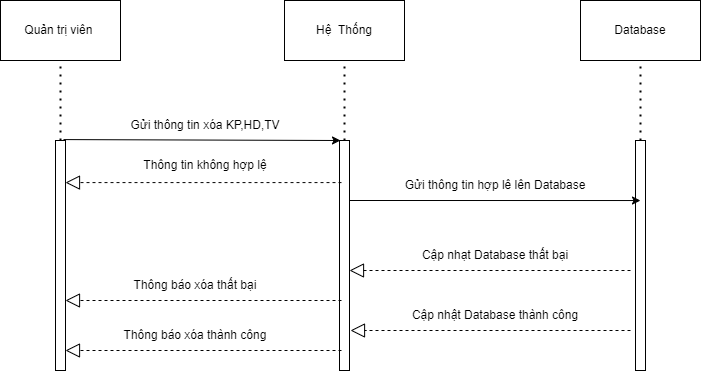 Quản trị viên
Hệ Thống
Database
Gửi thông tin xóa KP,HD,TV
Thông tin không hợp lệ
Gửi thông tin hợp lê lên Database
Cập nhạt Database thất bại
Thông báo xóa thất bại
Cập nhật Database thành công
Thông báo xóa thành công